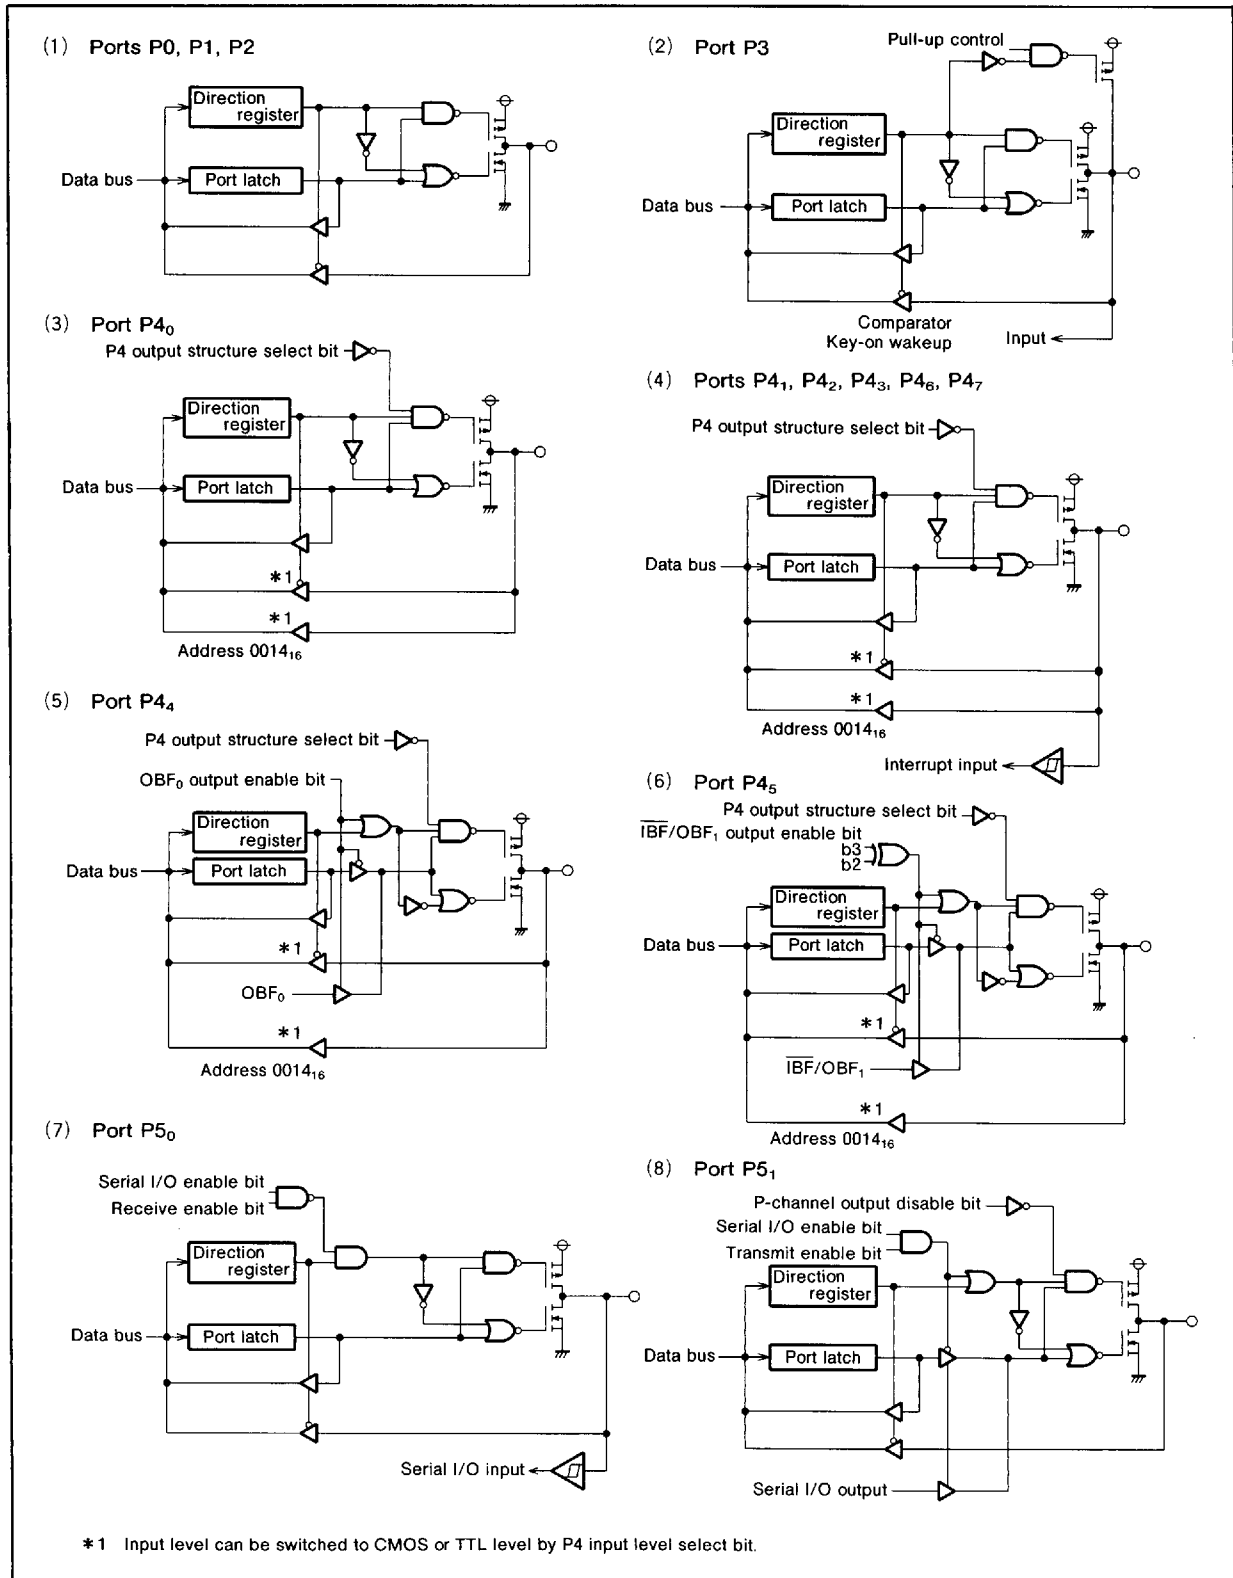 (1) Ports P0, P1, P2
Direction
register
Data bus
Port latch
(2) Port P3
Pull-up control
Direction
register
Data bus
Port latch
Comparator
Key-on wakeup
Input
(3) Port P4₀
P4 output structure select bit
Direction
register
Data bus
Port latch
*1
*1
Address 0014₁₆
(4) Ports P4₁, P4₂, P4₃, P4₆, P4₇
P4 output structure select bit
Direction
register
Data bus
Port latch
*1
*1
Address 0014₁₆
Interrupt input
(5) Port P4₄
P4 output structure select bit
OBF₀ output enable bit
Direction
register
Data bus
Port latch
*1
OBF₀
*1
Address 0014₁₆
(6) Port P4₅
P4 output structure select bit
I̅B̅F̅/OBF₁ output enable bit
b3
b2
Direction
register
Data bus
Port latch
*1
I̅B̅F̅/OBF₁
*1
Address 0014₁₆
(7) Port P5₀
Serial I/O enable bit
Receive enable bit
Direction
register
Data bus
Port latch
Serial I/O input
(8) Port P5₁
P-channel output disable bit
Serial I/O enable bit
Transmit enable bit
Direction
register
Data bus
Port latch
Serial I/O output
*1 Input level can be switched to CMOS or TTL level by P4 input level select bit.